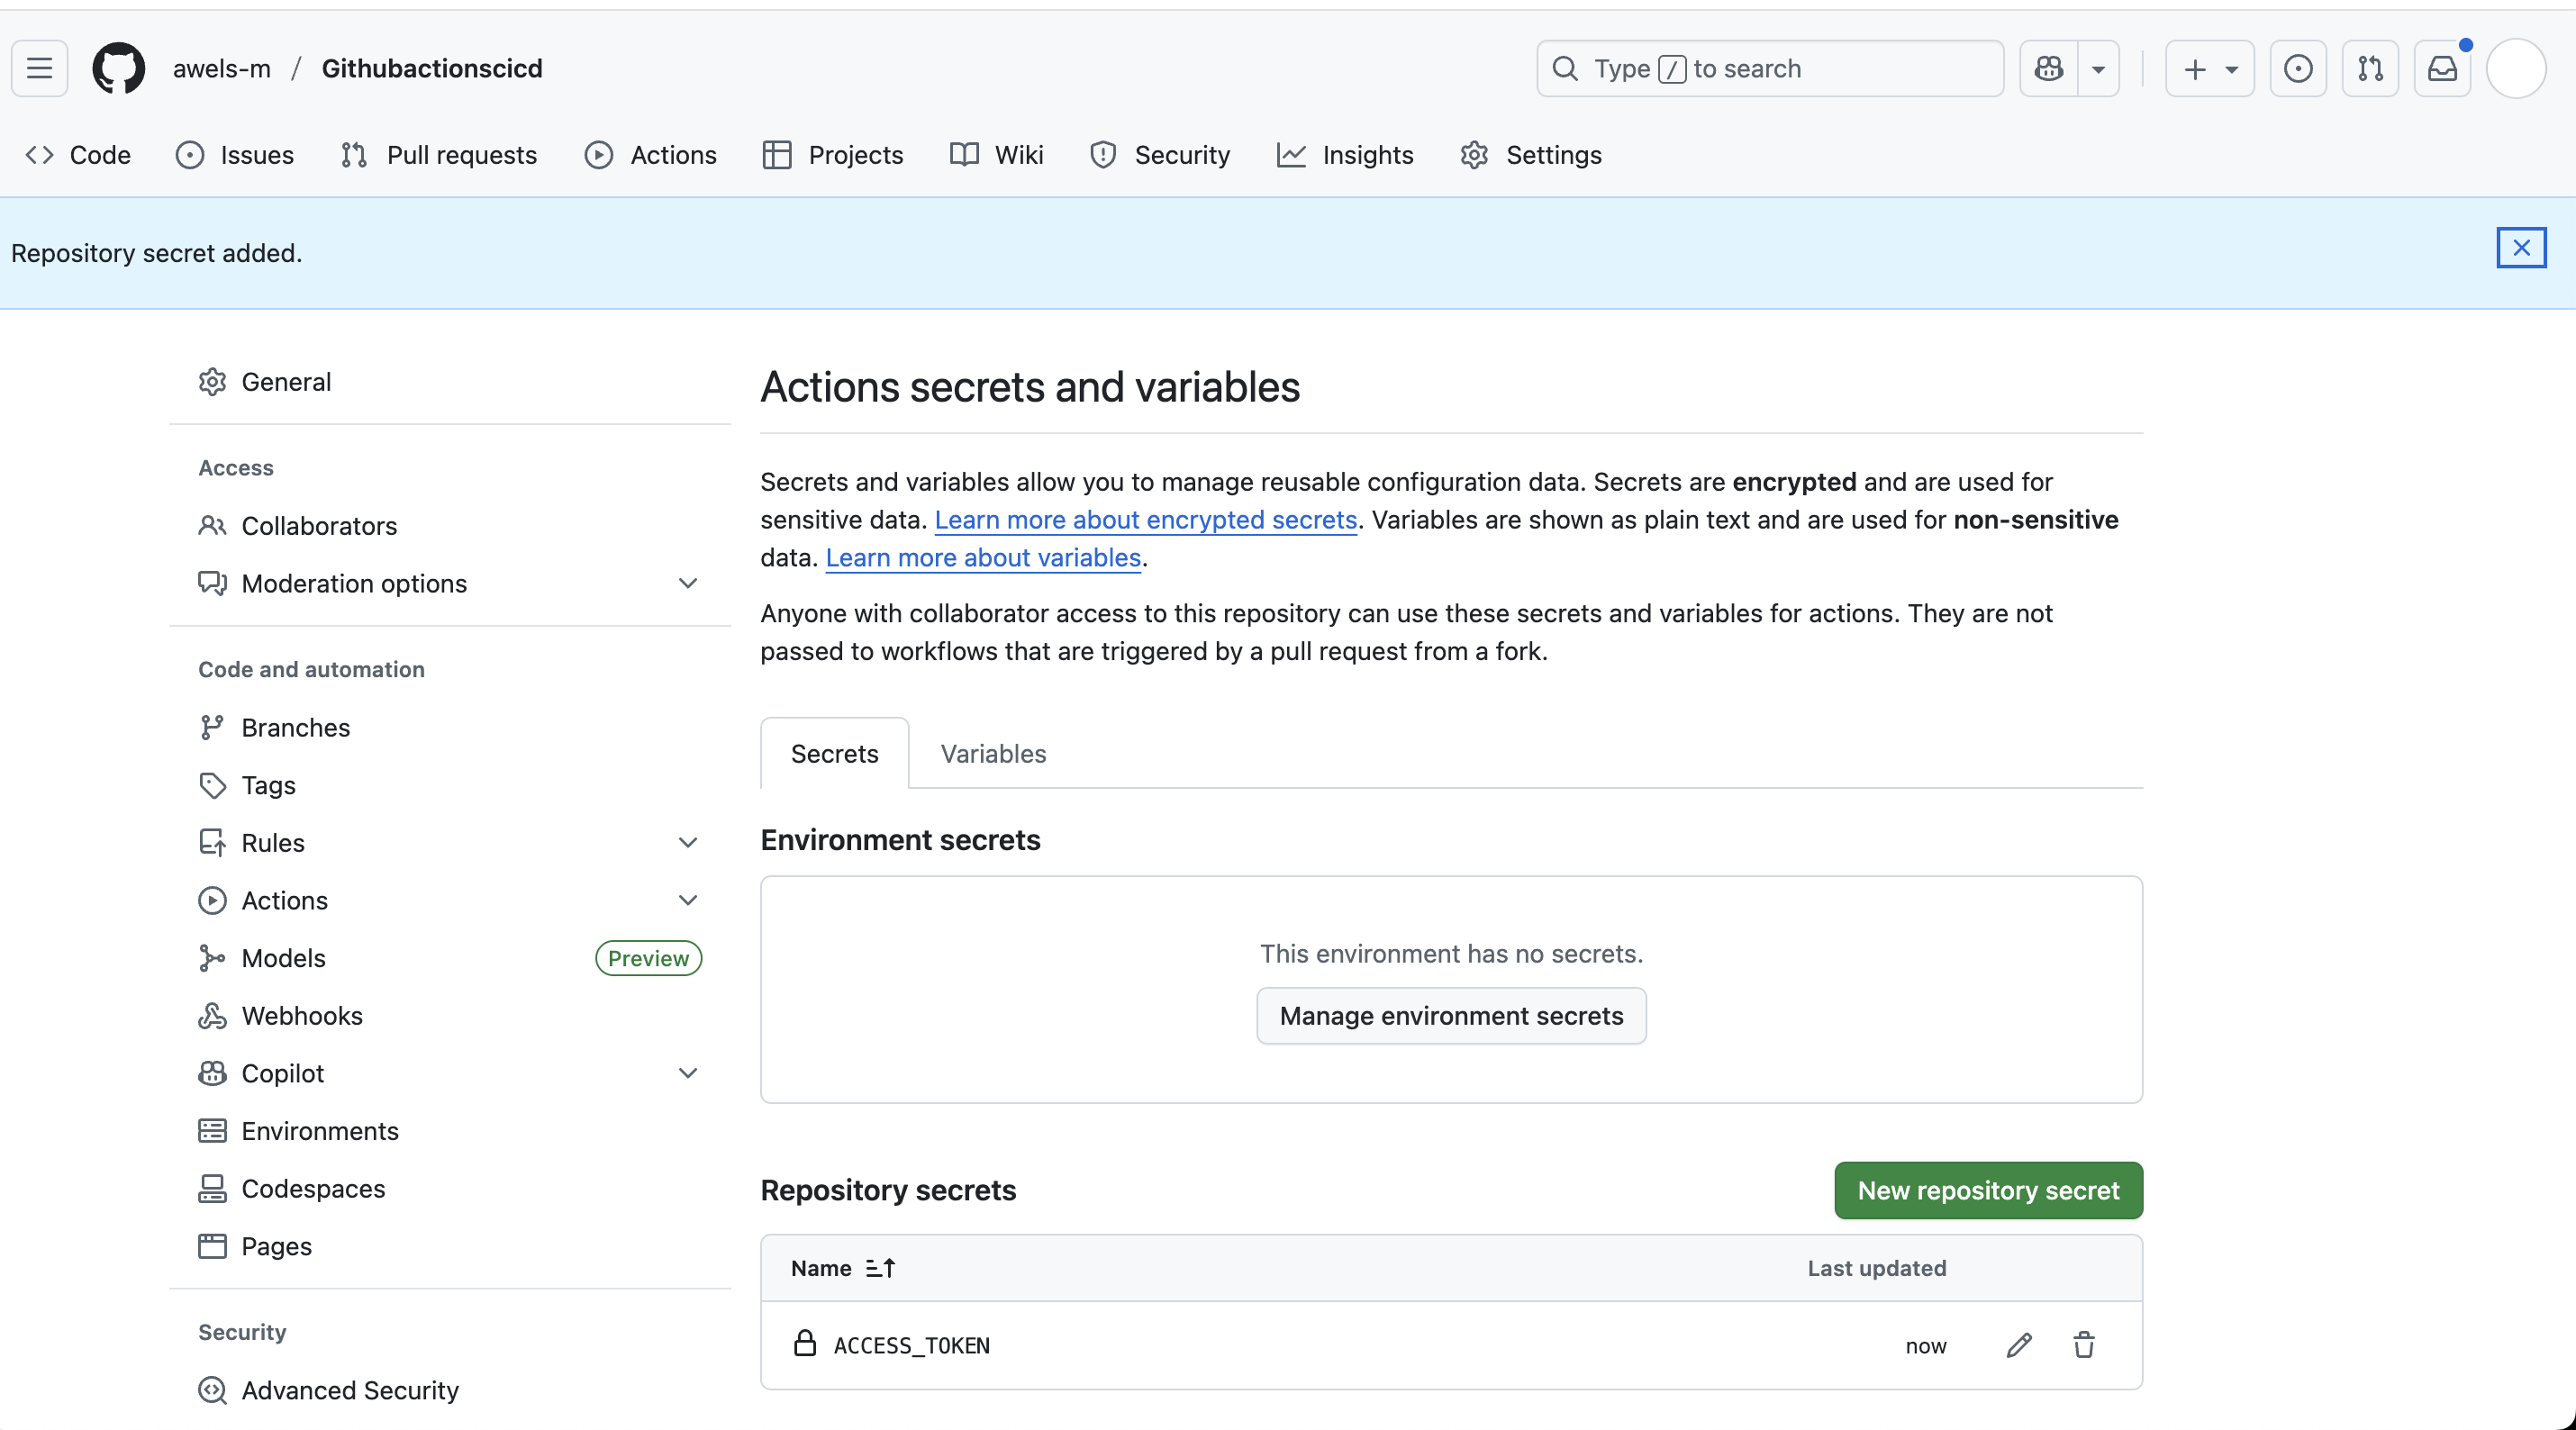 awels-m / Githubactionscicd
Type / to search
Code
Issues
Pull requests
Actions
Projects
Wiki
Security
Insights
Settings
Repository secret added.
General
Access
Collaborators
Moderation options
Code and automation
Branches
Tags
Rules
Actions
Models Preview
Webhooks
Copilot
Environments
Codespaces
Pages
Security
Advanced Security
Actions secrets and variables
Secrets and variables allow you to manage reusable configuration data. Secrets are encrypted and are used for
sensitive data. Learn more about encrypted secrets. Variables are shown as plain text and are used for non-sensitive
data. Learn more about variables.
Anyone with collaborator access to this repository can use these secrets and variables for actions. They are not
passed to workflows that are triggered by a pull request from a fork.
Secrets
Variables
Environment secrets
This environment has no secrets.
Manage environment secrets
Repository secrets
New repository secret
Name
Last updated
ACCESS_TOKEN
now